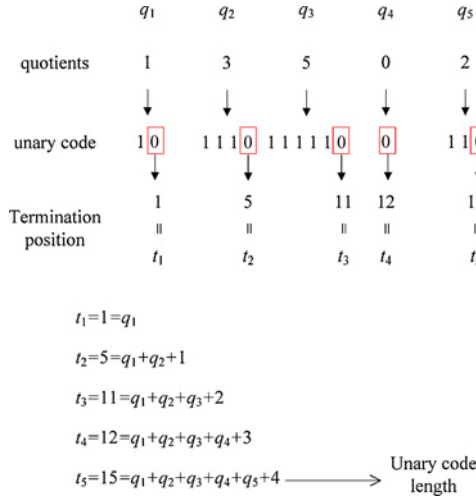 q1 q2 q3 q4 q5
quotients 1 3 5 0 2
unary code 1 0 1 1 1 0 1 1 1 1 1 0 0 1 1
1 5 11 12
Termination
position
= = = =
t1 t2 t3 t4
t1=1=q1
t2=5=q1+q2+1
t3=11=q1+q2+q3+2
t4=12=q1+q2+q3+q4+3
t5=15=q1+q2+q3+q4+q5+4
Unary code
length